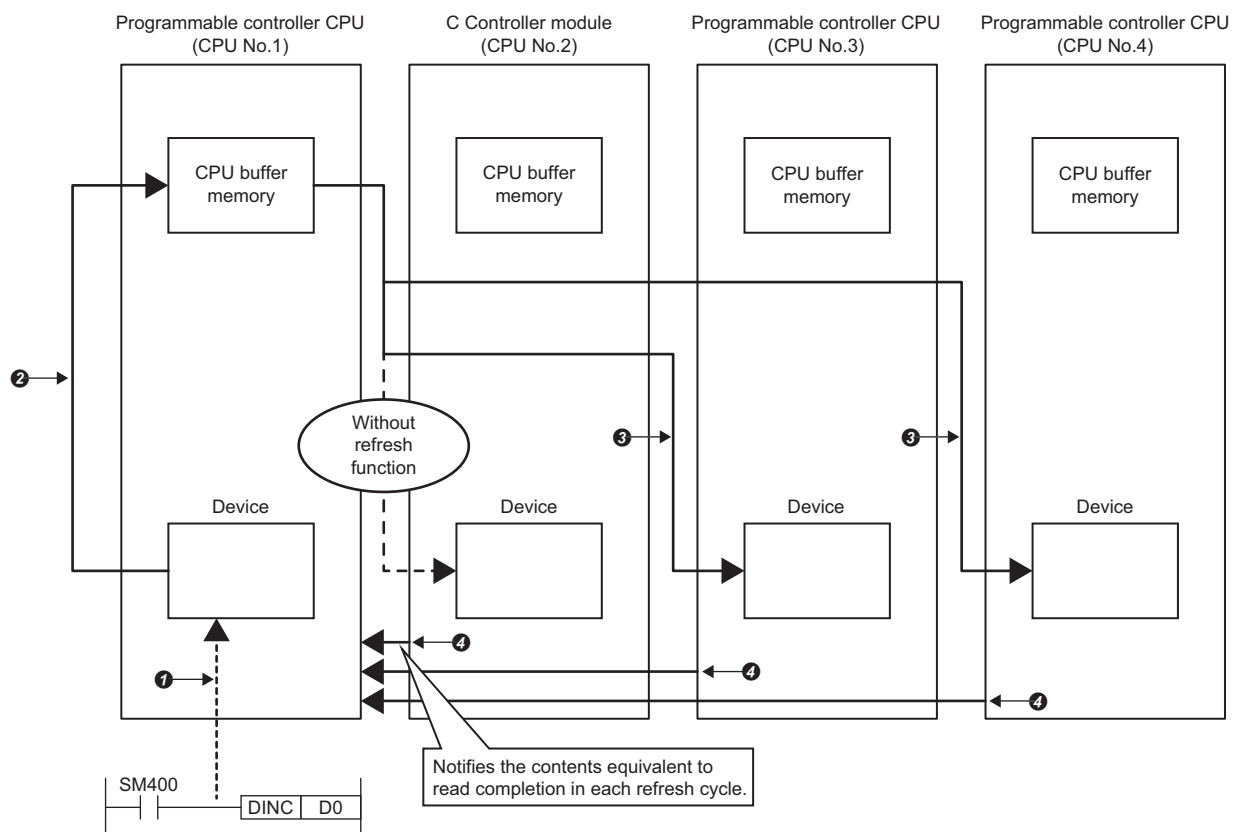 Programmable controller CPU
(CPU No.1)
C Controller module
(CPU No.2)
Programmable controller CPU
(CPU No.3)
Programmable controller CPU
(CPU No.4)
CPU buffer
memory
CPU buffer
memory
CPU buffer
memory
CPU buffer
memory
2
Without
refresh
function
3
3
Device
Device
Device
Device
4
1
4
4
Notifies the contents equivalent to
read completion in each refresh cycle.
SM400
DINC D0